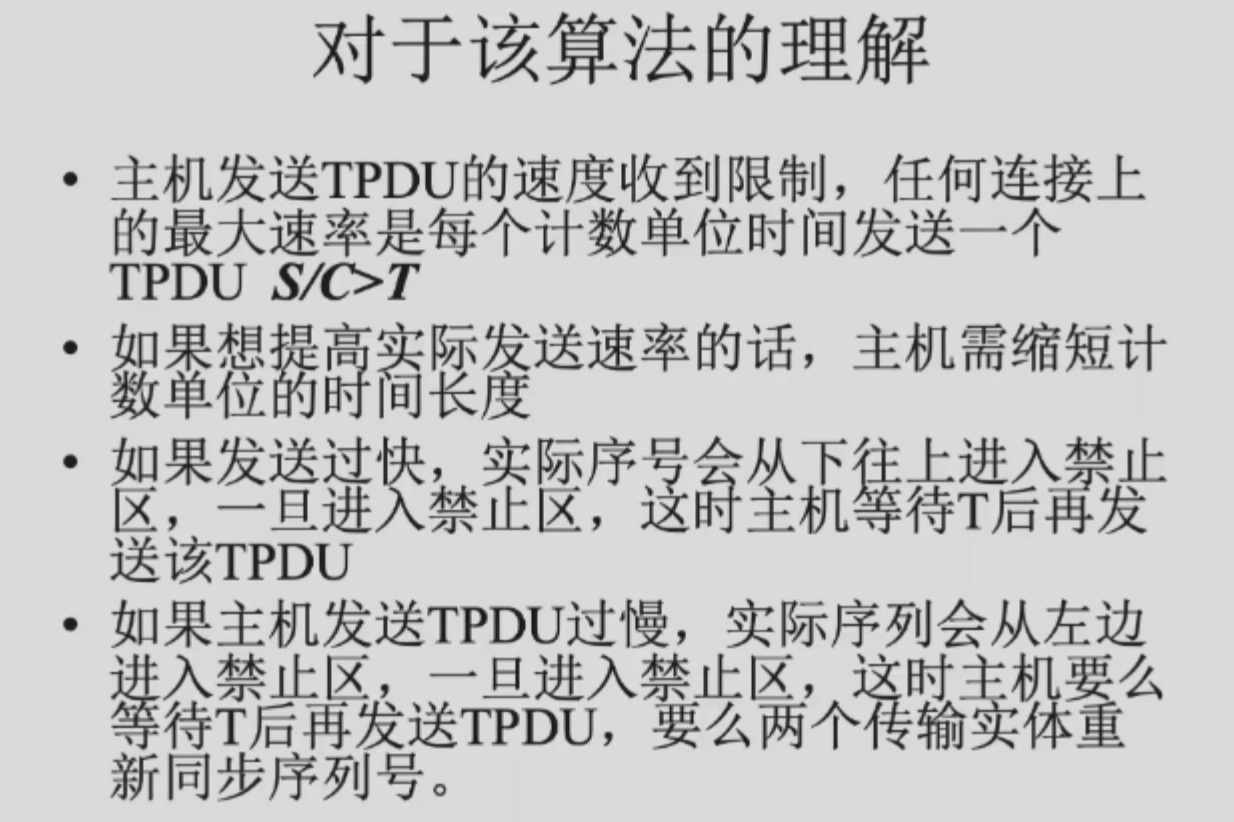 对于该算法的理解
• 主机发送TPDU的速度收到限制，任何连接上
的最大速率是每个计数单位时间发送一个
TPDU S/C>T
• 如果想提高实际发送速率的话，主机需缩短计
数单位的时间长度
• 如果发送过快，实际序号会从下往上进入禁止
区，一旦进入禁止区，这时主机等待T后再发
送该TPDU
• 如果主机发送TPDU过慢，实际序列会从左边
进入禁止区，一旦进入禁止区，这时主机要么
等待T后再发送TPDU，要么两个传输实体重
新同步序列号。